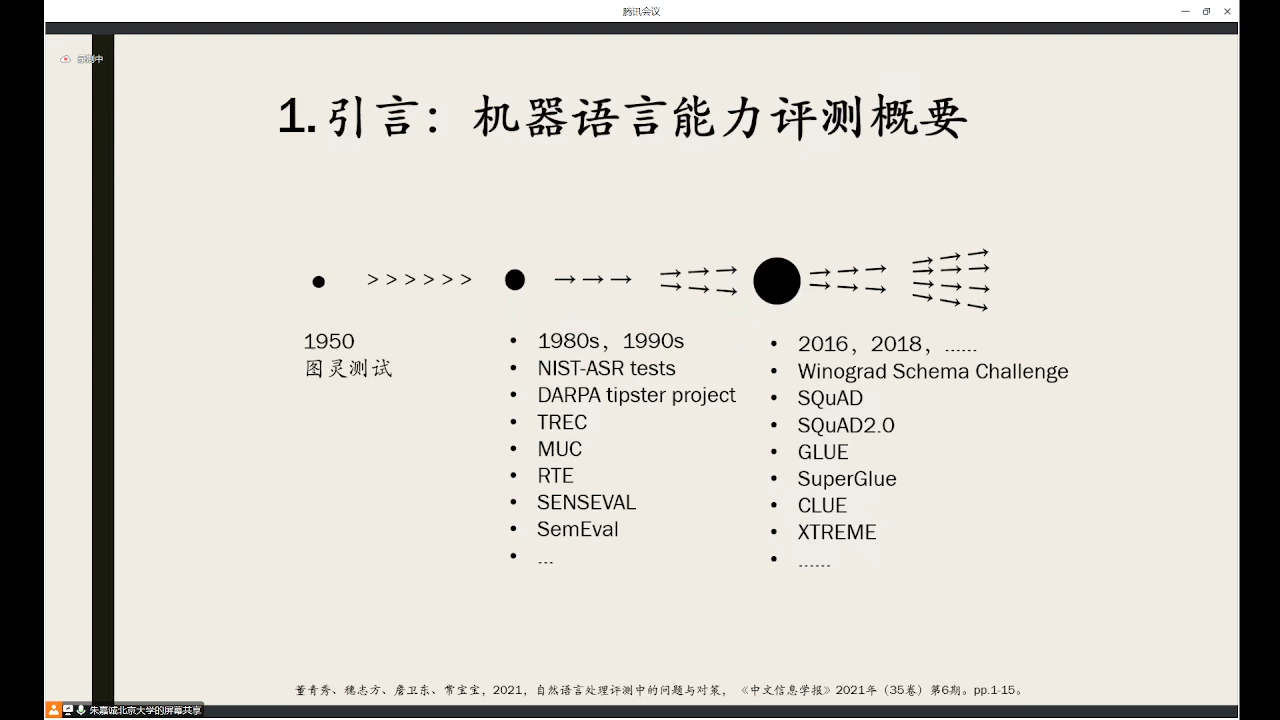 腾讯会议
录制中
1.引言：机器语言能力评测概要
> > > > > > →→→
1950
图灵测试
• 1980s，1990s
• NIST-ASR tests
• DARPA tipster project
• TREC
• MUC
• RTE
• SENSEVAL
• SemEval
• ...
• 2016，2018，……
• Winograd Schema Challenge
• SQuAD
• SQuAD2.0
• GLUE
• SuperGlue
• CLUE
• XTREME
• ……
董青秀、穗志方、詹卫东、常宝宝，2021，自然语言处理评测中的问题与对策，《中文信息学报》2021年（35卷）第6期。pp.1-15。
朱嘉诚北京大学的屏幕共享